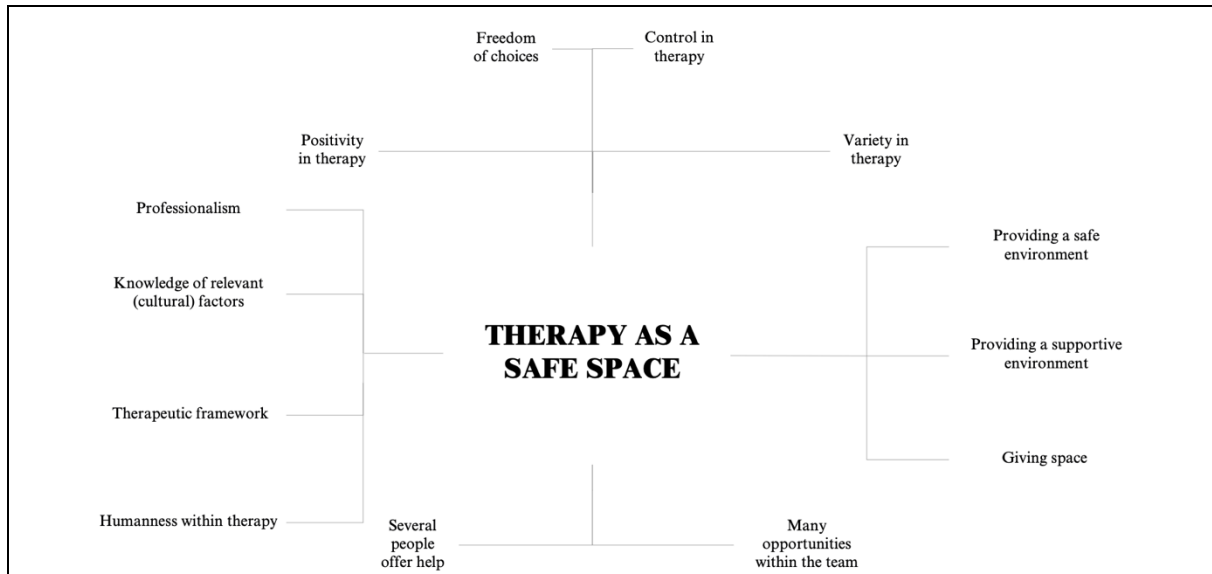 Freedom
of choices
Control in
therapy
Positivity
in therapy
Variety in
therapy
Professionalism
Knowledge of relevant
(cultural) factors
Therapeutic framework
Humanness within therapy
THERAPY AS A
SAFE SPACE
Providing a safe
environment
Providing a supportive
environment
Giving space
Several
people
offer help
Many
opportunities
within the team